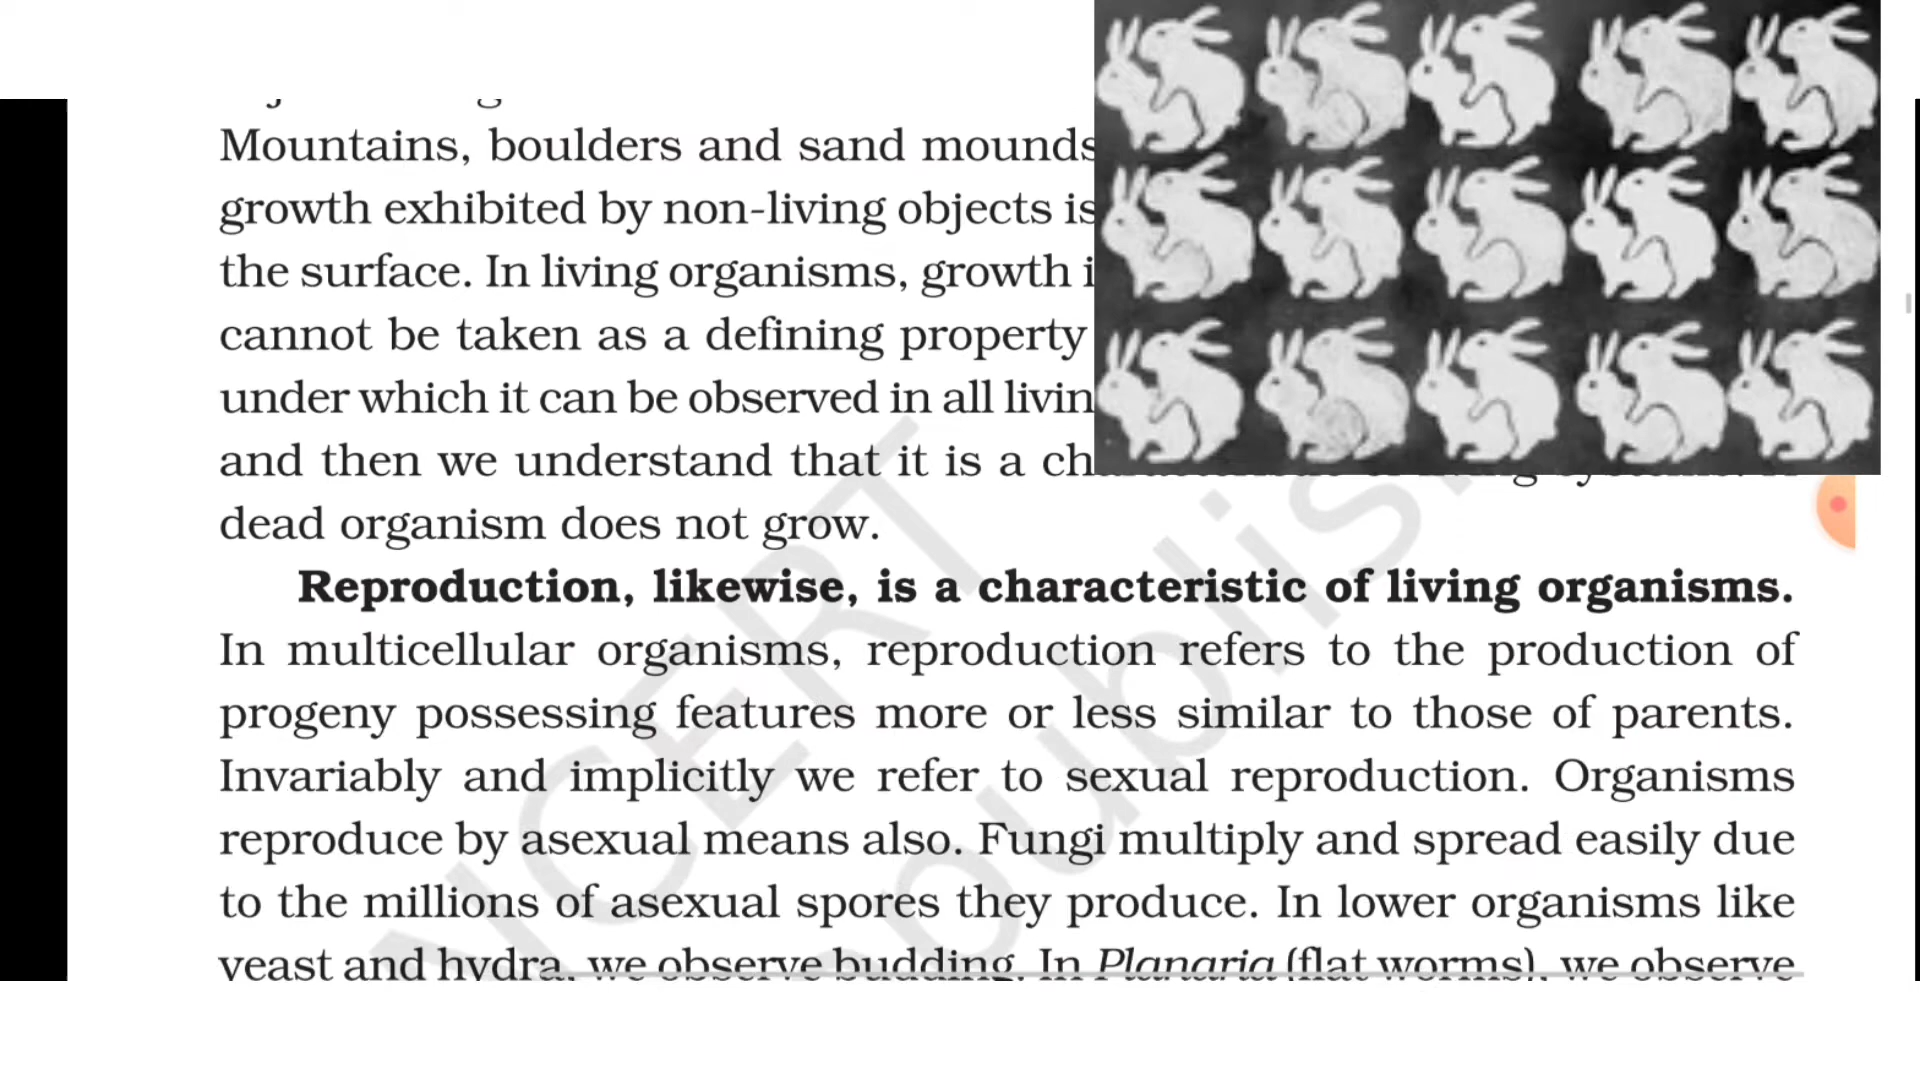 Mountains, boulders and sand mounds
growth exhibited by non-living objects is
the surface. In living organisms, growth
cannot be taken as a defining property
under which it can be observed in all
and then we understand that it is a
dead organism does not grow.
Reproduction, likewise, is a characteristic of living organisms.
In multicellular organisms, reproduction refers to the production of
progeny possessing features more or less similar to those of parents.
Invariably and implicitly we refer to sexual reproduction. Organisms
reproduce by asexual means also. Fungi multiply and spread easily due
to the millions of asexual spores they produce. In lower organisms like
yeast and hydra, we observe budding. In Planaria (flat worms), we observe
NCERT